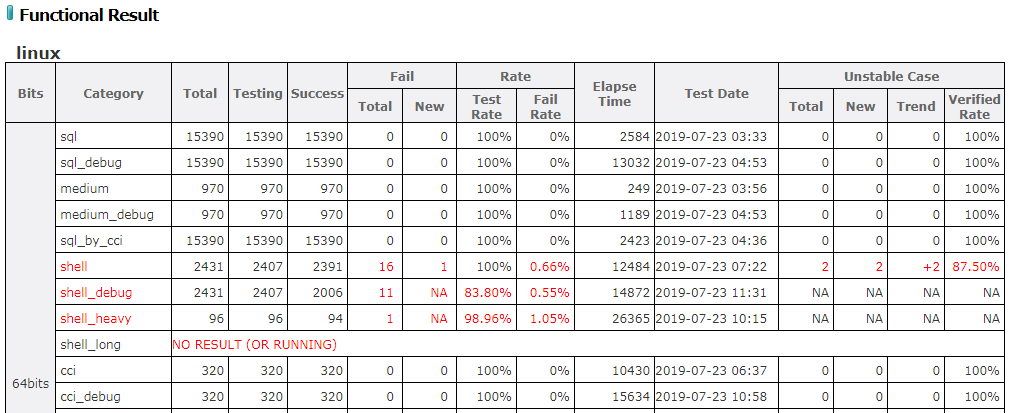 Functional Result
linux
Bits Category Total Testing Success Fail Rate Elapse Time Test Date Unstable Case
Total New Test Rate Fail Rate Total New Trend Verified Rate
sql 15390 15390 15390 0 0 100% 0% 2584 2019-07-23 03:33 0 0 0 100%
sql_debug 15390 15390 15390 0 0 100% 0% 13032 2019-07-23 04:53 0 0 0 100%
medium 970 970 970 0 0 100% 0% 249 2019-07-23 03:56 0 0 0 100%
medium_debug 970 970 970 0 0 100% 0% 1189 2019-07-23 04:53 0 0 0 100%
sql_by_cci 15390 15390 15390 0 0 100% 0% 2423 2019-07-23 04:36 0 0 0 100%
shell 2431 2407 2391 16 1 100% 0.66% 12484 2019-07-23 07:22 2 2 +2 87.50%
shell_debug 2431 2407 2006 11 NA 83.80% 0.55% 14872 2019-07-23 11:31 NA NA NA NA
shell_heavy 96 96 94 1 NA 98.96% 1.05% 26365 2019-07-23 10:15 NA NA NA NA
shell_long NO RESULT (OR RUNNING)
64bits cci 320 320 320 0 0 100% 0% 10430 2019-07-23 06:37 0 0 0 100%
cci_debug 320 320 320 0 0 100% 0% 15634 2019-07-23 10:58 0 0 0 100%